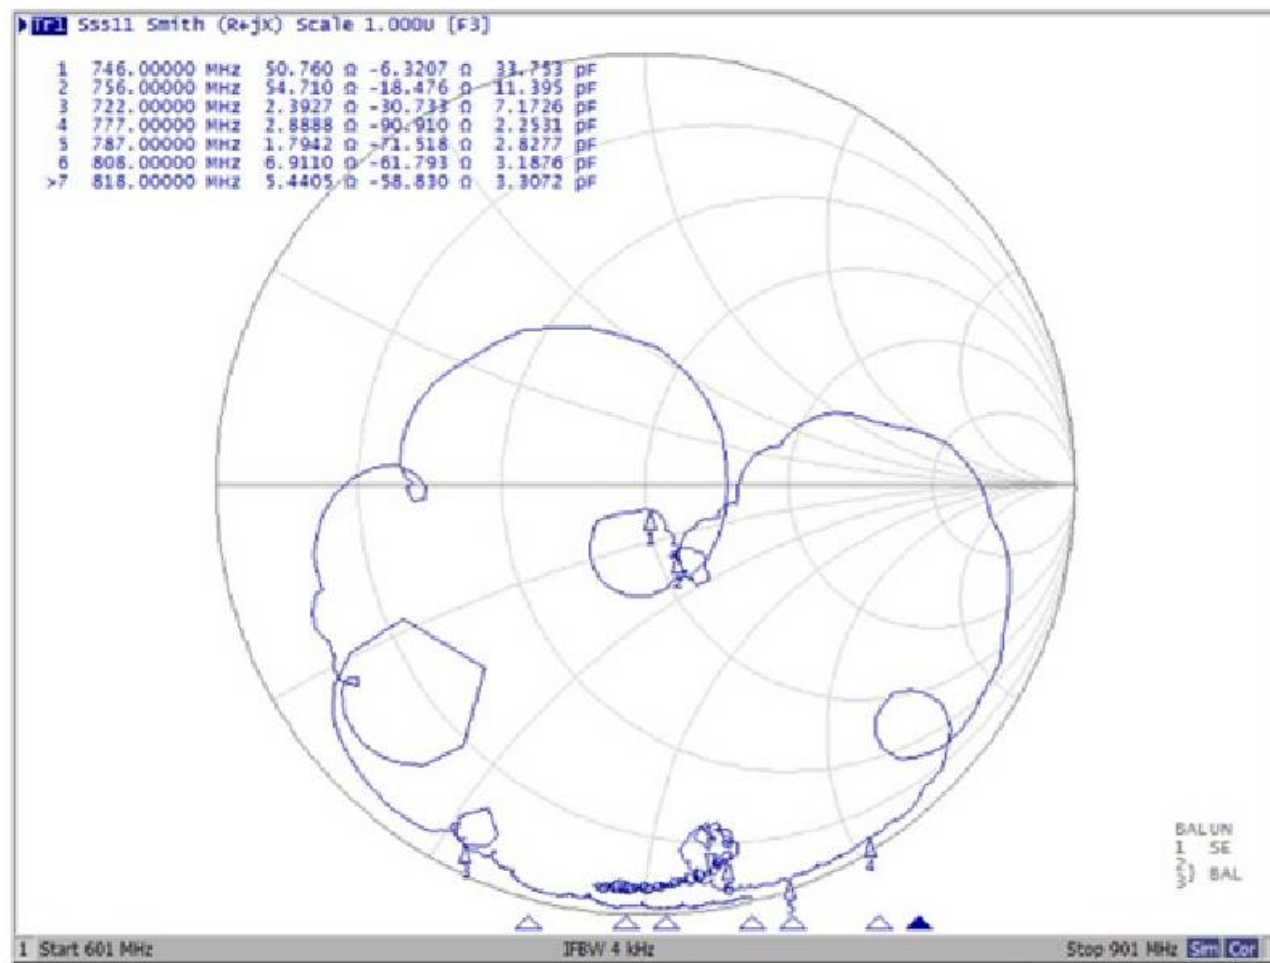 Tr1 Sss11 Smith (R+jX) Scale 1.000U [F3]
1 746.00000 MHz 50.760 Ω -6.3207 Ω 33.753 pF
2 756.00000 MHz 54.710 Ω -18.476 Ω 11.395 pF
3 722.00000 MHz 2.3927 Ω -30.733 Ω 7.1726 pF
4 777.00000 MHz 2.8888 Ω -90.910 Ω 2.2531 pF
5 787.00000 MHz 1.7942 Ω -71.518 Ω 2.8277 pF
6 808.00000 MHz 6.9110 Ω -61.793 Ω 3.1876 pF
>7 818.00000 MHz 5.4405 Ω -58.830 Ω 3.3072 pF
1
2
3
4
BALUN
1 SE
2
3 BAL
1 Start 601 MHz IFBW 4 kHz Stop 901 MHz Sim Cor